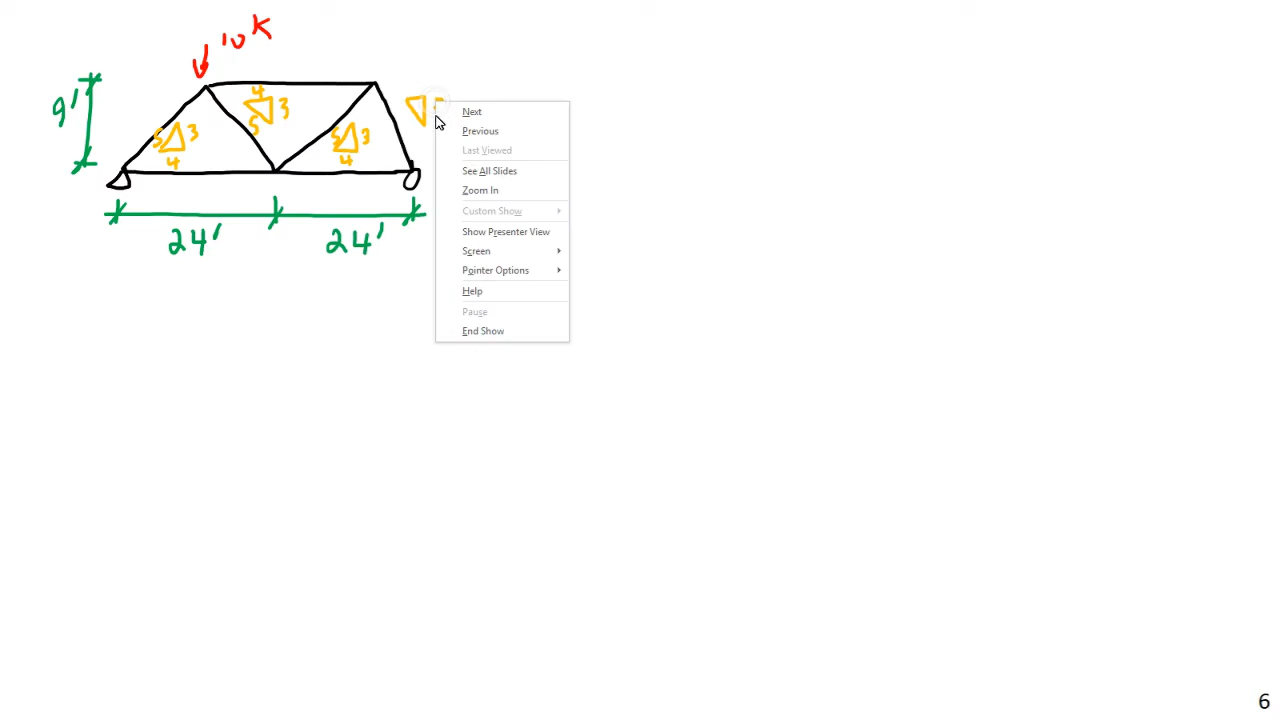 10 K
9'
4
3
5
5
3
4
5
3
4
24'
24'
Next
Previous
Last Viewed
See All Slides
Zoom In
Custom Show
Show Presenter View
Screen
Pointer Options
Help
Pause
End Show
6